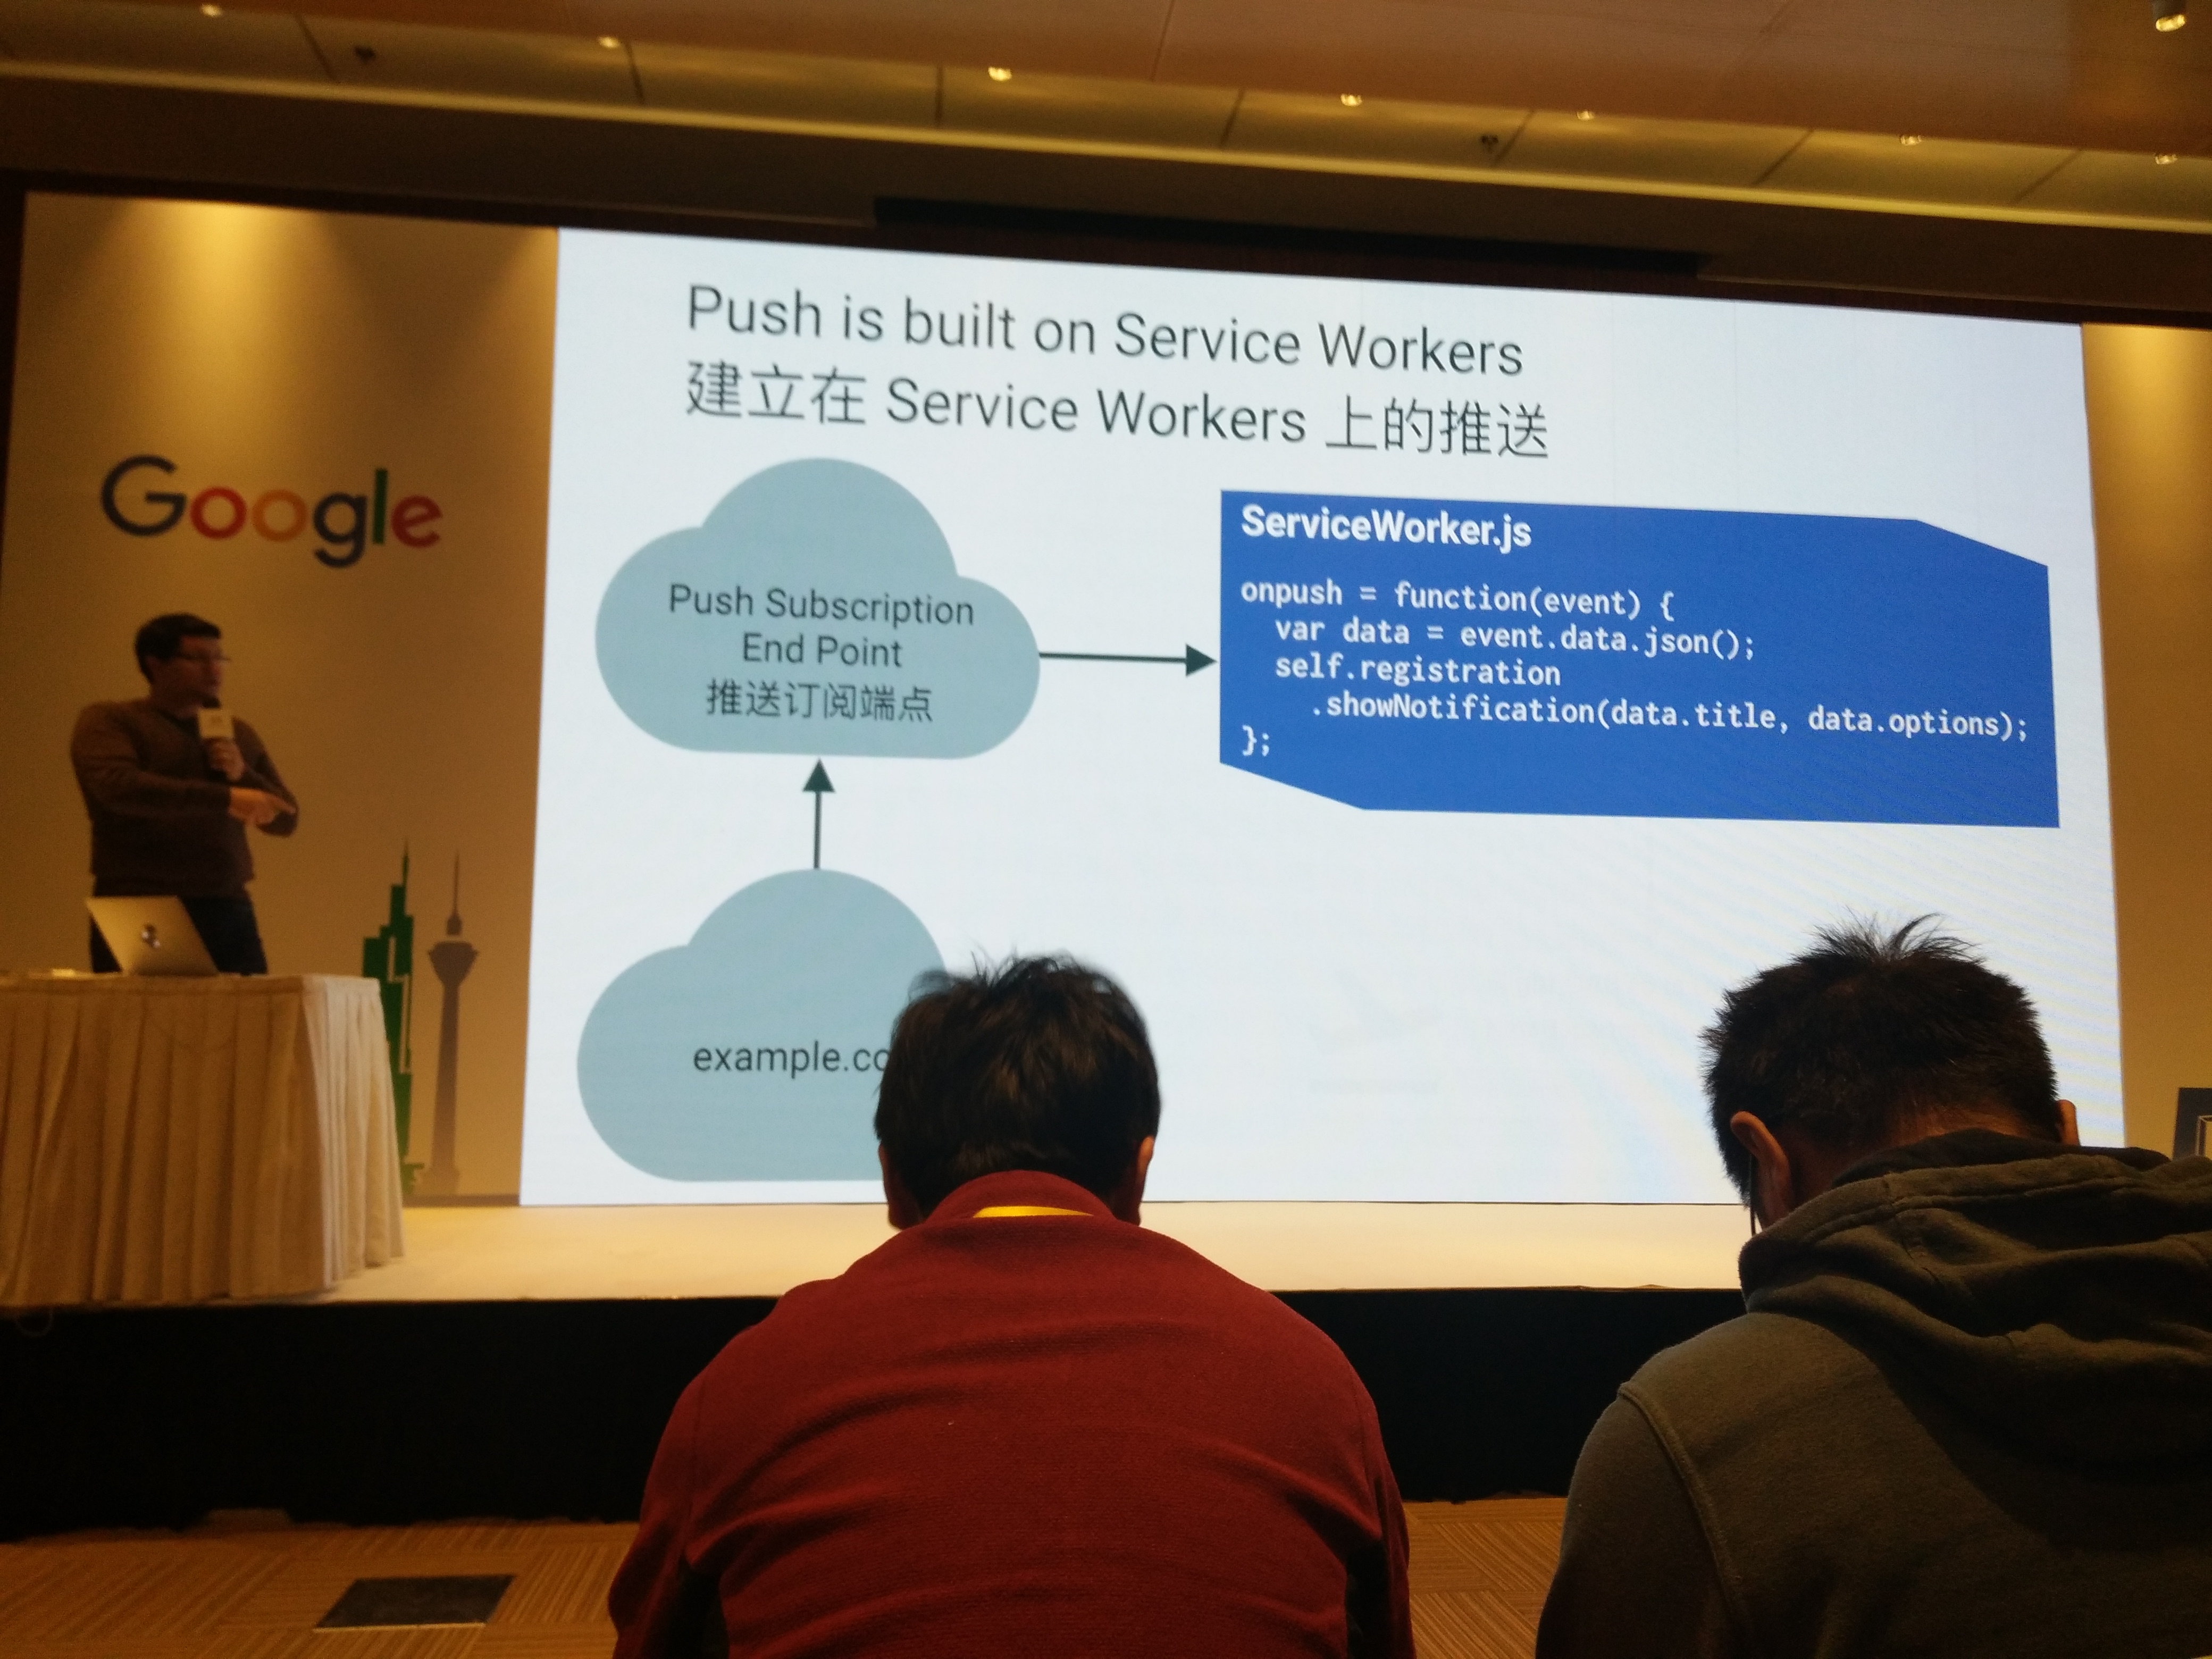 Google
Push is built on Service Workers
建立在 Service Workers 上的推送
Push Subscription
End Point
推送订阅端点
ServiceWorker.js
onpush = function(event) {
var data = event.data.json();
self.registration
.showNotification(data.title, data.options);
};
example.co